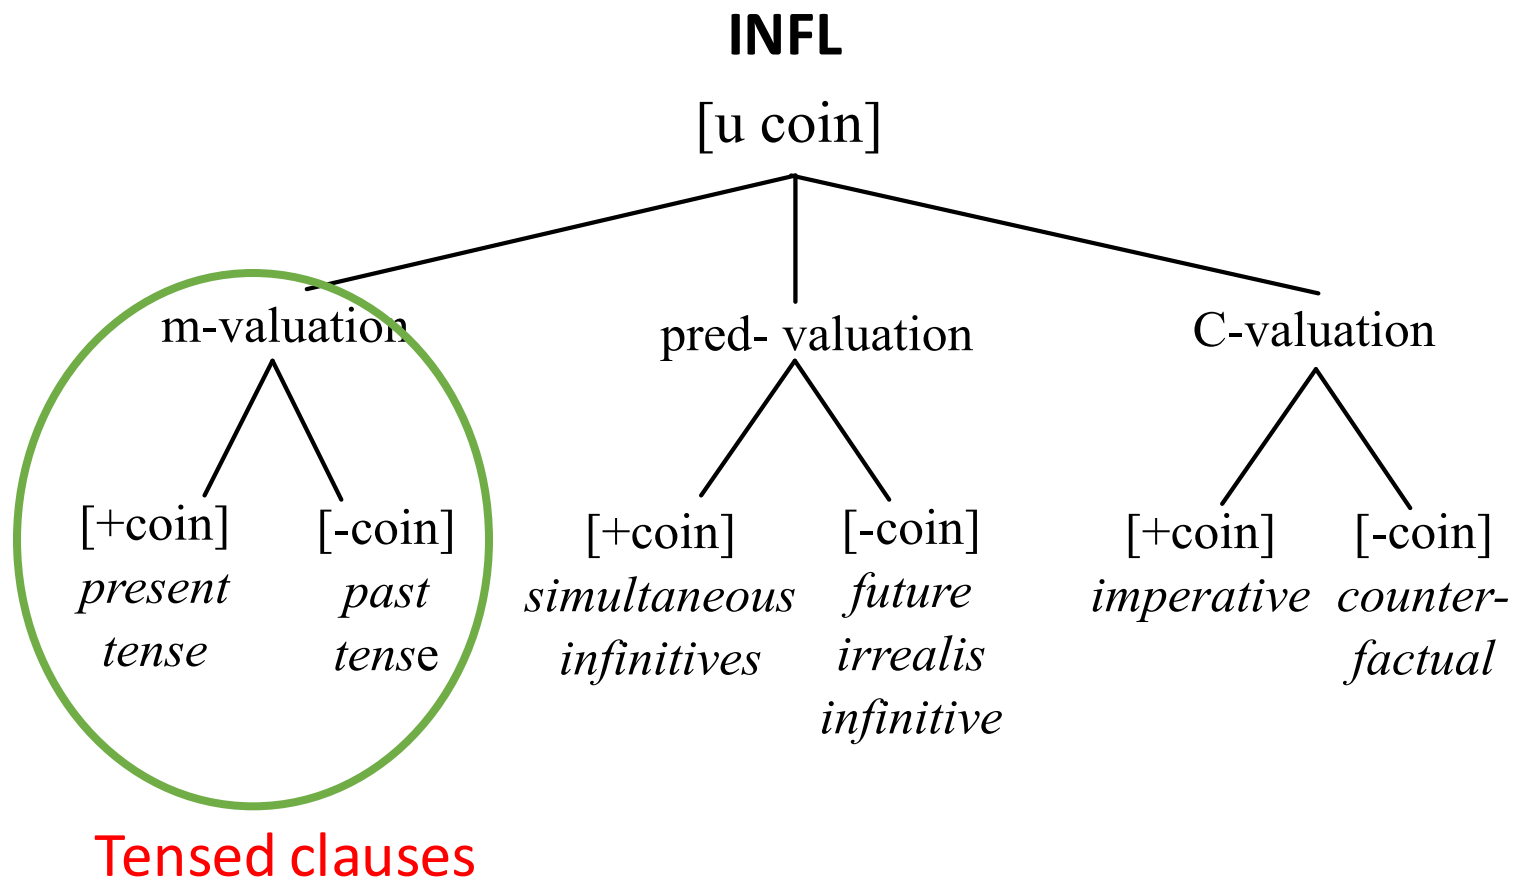 INFL
[u coin]
m-valuation
pred- valuation
C-valuation
[+coin]
present
tense
[-coin]
past
tense
[+coin]
simultaneous
infinitives
[-coin]
future
irrealis
infinitive
[+coin]
imperative
[-coin]
counter-
factual
Tensed clauses